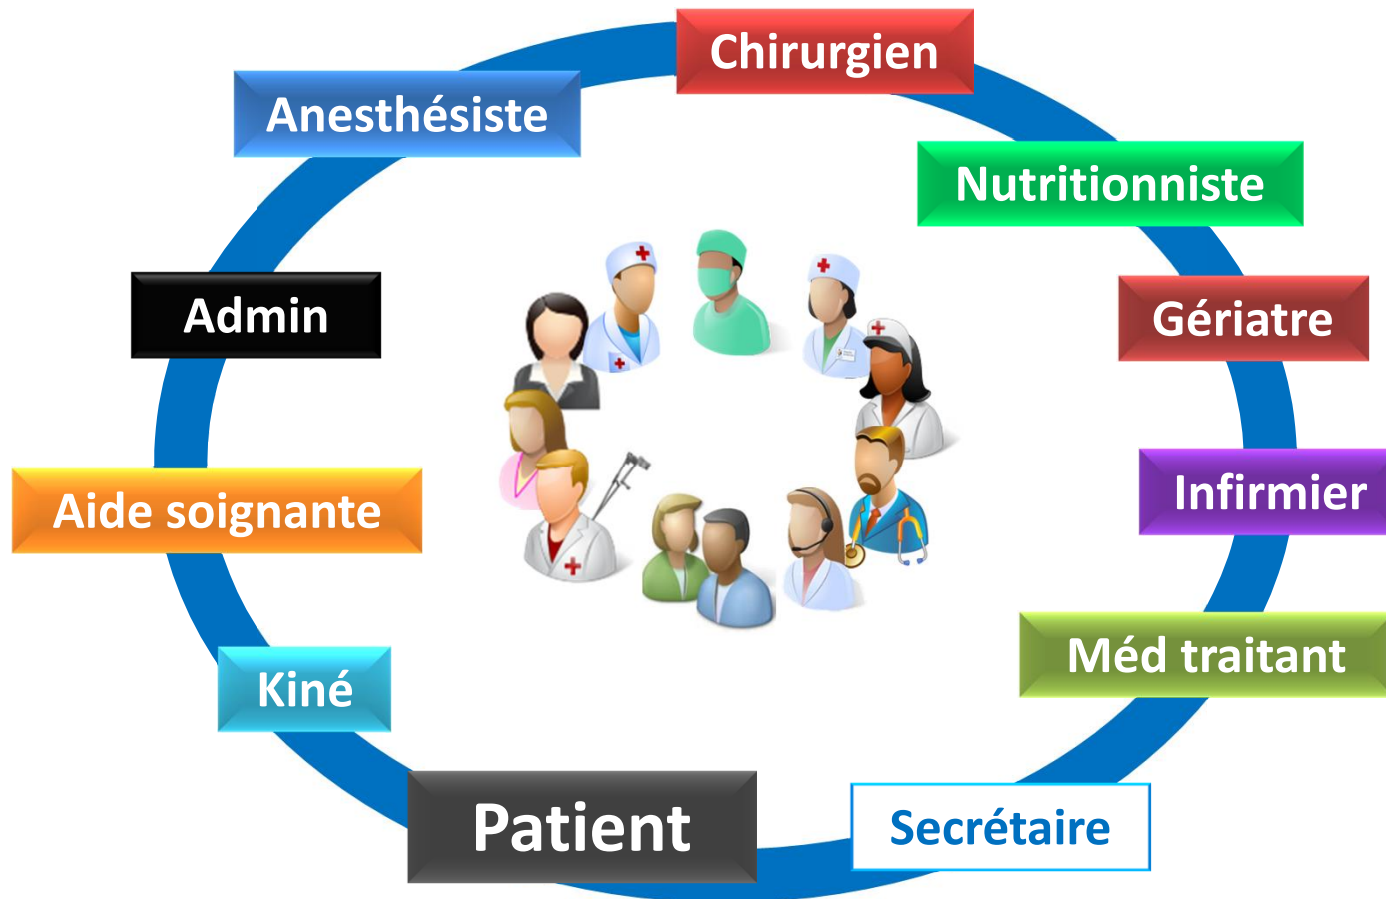 Chirurgien
Anesthésiste
Nutritionniste
Admin
Gériatre
Aide soignante
Infirmier
Méd traitant
Kiné
Patient
Secrétaire